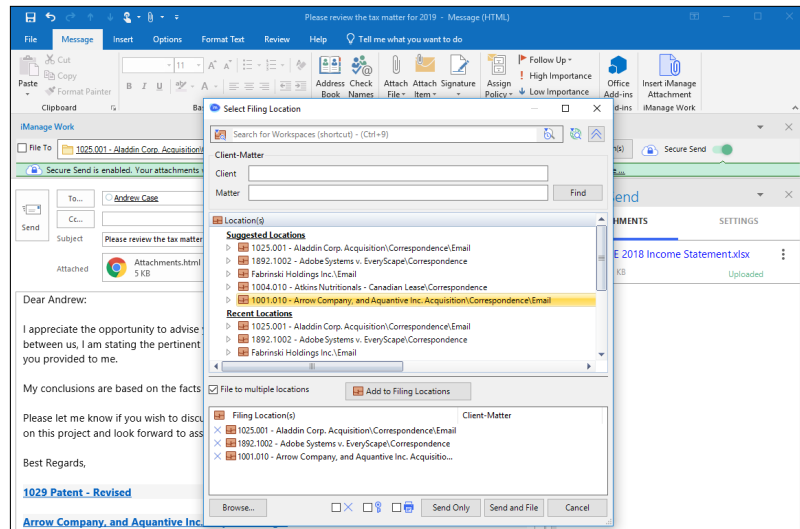 Please review the tax matter for 2019 - Message (HTML)
File Message Insert Options Format Text Review Help Tell me what you want to do
Cut
Copy
Format Painter
Paste
11
A A
B I U
Address Book
Check Names
Attach File
Attach Item
Signature
Assign Policy
Follow Up
High Importance
Low Importance
Office Add-ins
Insert iManage Attachment
Clipboard
Bas
d-ins
iManage Work
iManage Work
File To
1025.001 - Aladdin Corp. Acquisition\
n(s)
Secure Send
Secure Send is enabled. Your attachments
Send
To...
Andrew Case
Cc...
Subject
Please review the tax matter
Attached
Attachments.html
5 KB
Dear Andrew:
I appreciate the opportunity to advise
between us, I am stating the pertinent
you provided to me.
My conclusions are based on the facts
Please let me know if you wish to discu
on this project and look forward to ass
Best Regards,
1029 Patent - Revised
Arrow Company, and Aquantive Inc.
Select Filing Location
Search for Workspaces (shortcut) - (Ctrl+9)
Client-Matter
Client
Matter
Find
Location(s)
Suggested Locations
1025.001 - Aladdin Corp. Acquisition\Correspondence\Email
1892.1002 - Adobe Systems v. EveryScape\Correspondence
Fabrinski Holdings Inc.\Email
1004.010 - Atkins Nutritionals - Canadian Lease\Correspondence
1001.010 - Arrow Company, and Aquantive Inc. Acquisition\Correspondence\Email
Recent Locations
1025.001 - Aladdin Corp. Acquisition\Correspondence\Email
1892.1002 - Adobe Systems v. EveryScape\Correspondence
Fabrinski Holdings Inc.\Email
File to multiple locations
Add to Filing Locations
Filing Location(s) Client-Matter
1025.001 - Aladdin Corp. Acquisition\Correspondence\Email
1892.1002 - Adobe Systems v. EveryScape\Correspondence
1001.010 - Arrow Company, and Aquantive Inc. Acquisitio...
Browse...
Send Only
Send and File
Cancel
end
HMENTS
SETTINGS
E 2018 Income Statement.xlsx
KB
Uploaded